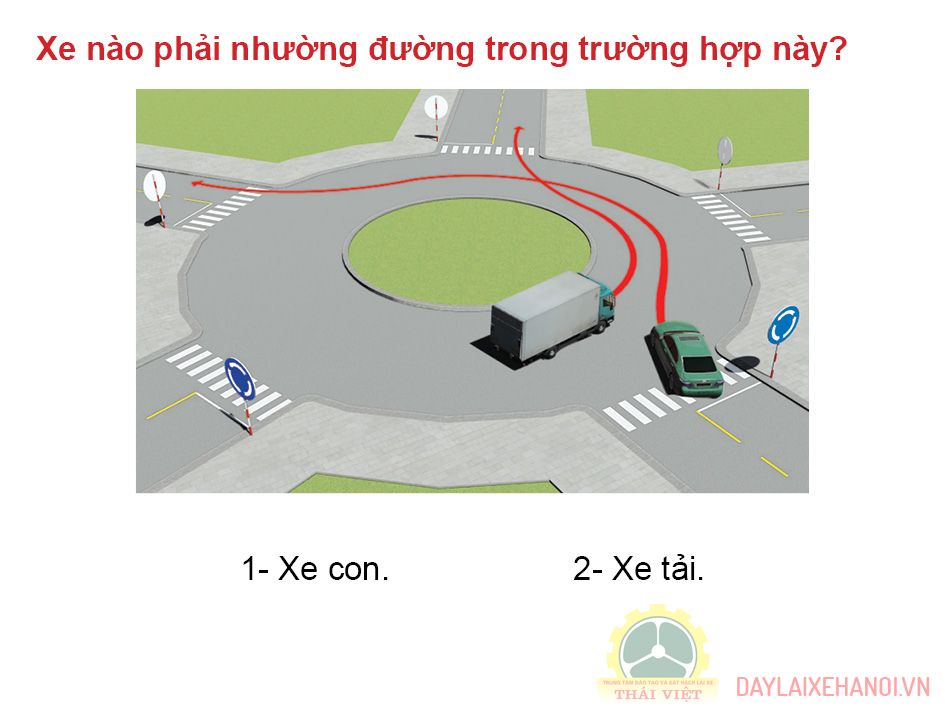 Xe nào phải nhường đường trong trường hợp này?
1- Xe con.
2- Xe tải.
TRUNG TÂM ĐÀO TẠO VÀ SÁT HẠCH LÁI XE
THÁI VIỆT
DAYLAIXEHANOI.VN